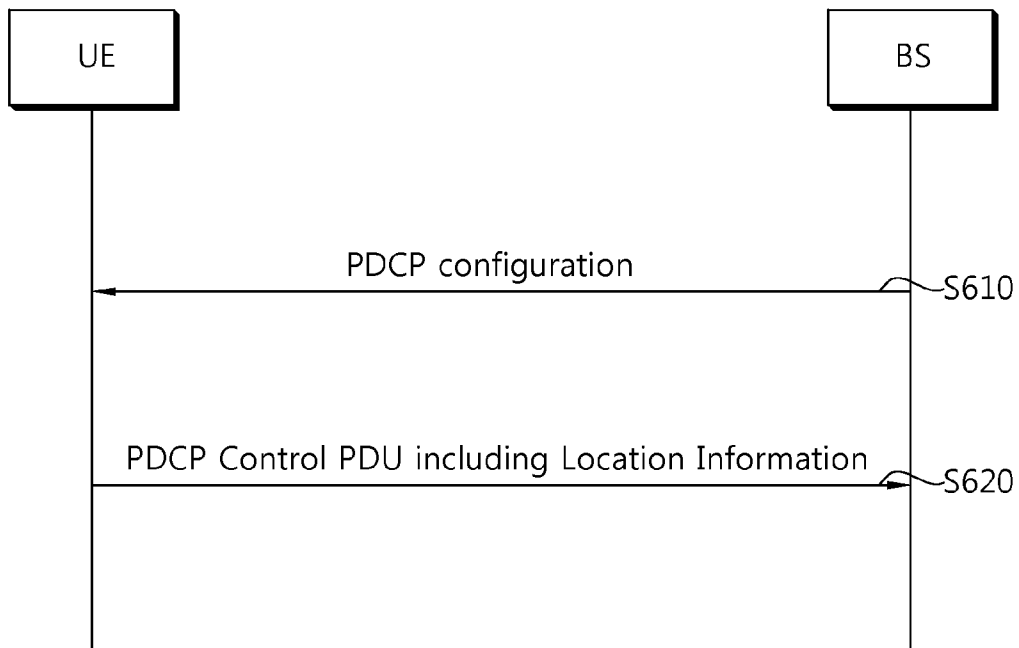 UE
BS
PDCP configuration
S610
PDCP Control PDU including Location Information
S620